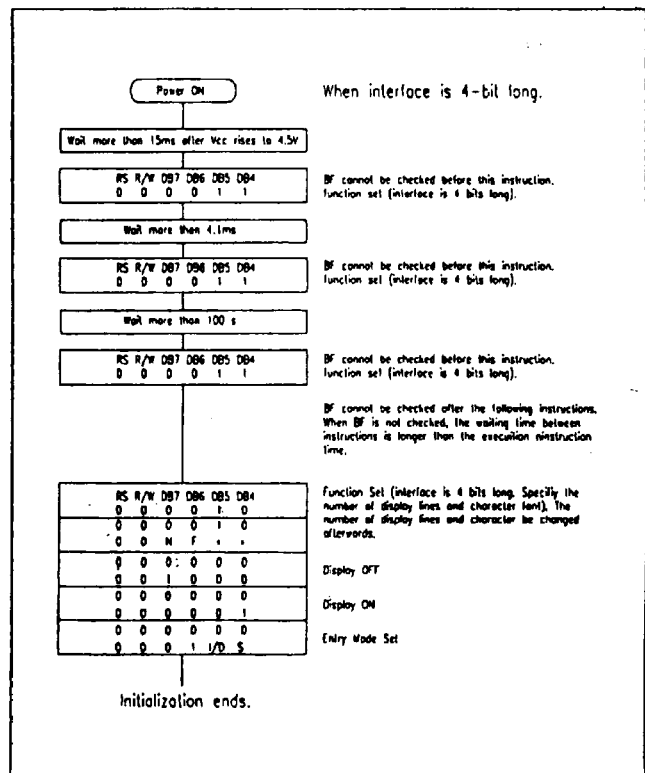 Power ON
When interface is 4-bit long.
Wait more than 15ms after Vcc rises to 4.5V
RS R/W DB7 DB6 DB5 DB4
0 0 0 0 1 1
BF cannot be checked before this instruction.
function set (interface is 4 bits long).
Wait more than 4.1ms
RS R/W DB7 DB6 DB5 DB4
0 0 0 0 1 1
BF cannot be checked before this instruction.
function set (interface is 4 bits long).
Wait more than 100 s
RS R/W DB7 DB6 DB5 DB4
0 0 0 0 1 1
BF cannot be checked before this instruction.
function set (interface is 4 bits long).
BF cannot be checked after the following instructions.
When BF is not checked, the waiting time between
instructions is longer than the execution ninstruction
time.
RS R/W DB7 DB6 DB5 DB4
0 0 0 0 1 0
0 0 0 0 1 0
0 0 N F * *
Function Set (interface is 4 bits long. Specifiy the
number of display lines and character font). The
number of display lines and character be changed
afterwords.
0 0 0 0 0 0
0 0 1 0 0 0
Display OFF
0 0 0 0 0 0
0 0 0 0 0 1
Display ON
0 0 0 0 0 0
0 0 0 1 I/D S
Entry Mode Set
Initialization ends.